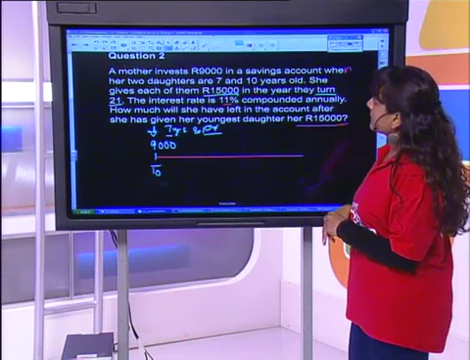 Question 2
A mother invests R9000 in a savings account when
her two daughters are 7 and 10 years old. She
gives each of them R15000 in the year they turn
21. The interest rate is 11% compounded annually.
How much will she have left in the account after
she has given her youngest daughter her R15000?
9000
T0